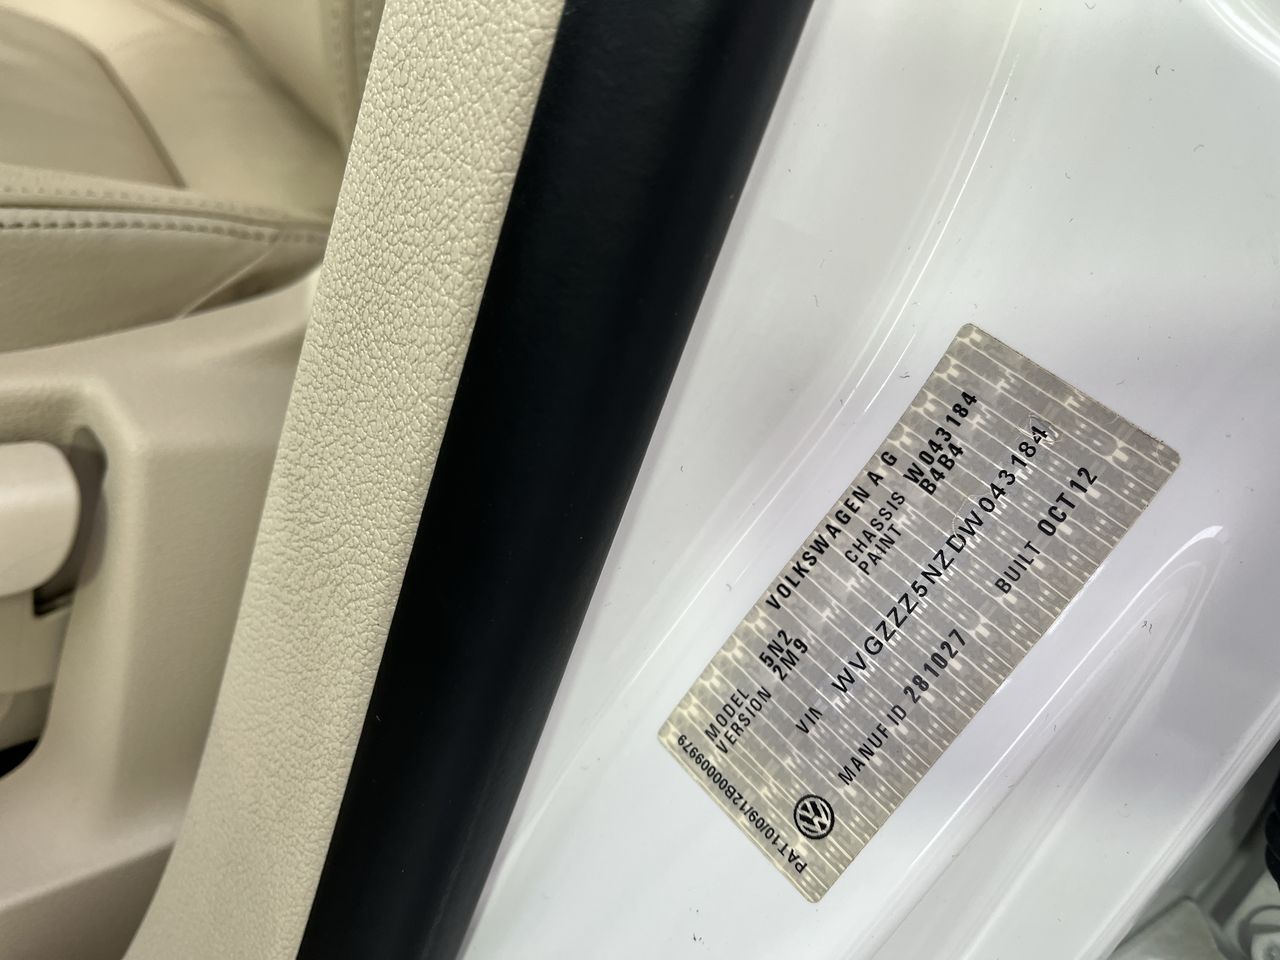 VOLKSWAGEN AG
MODEL 5N2 CHASSIS W043184
VERSION 2M9 PAINT B4B4
VIN WVGZZZ5NZDW043184
MANUF ID 281027 BUILT OCT12
PAT10/09/12B00009979